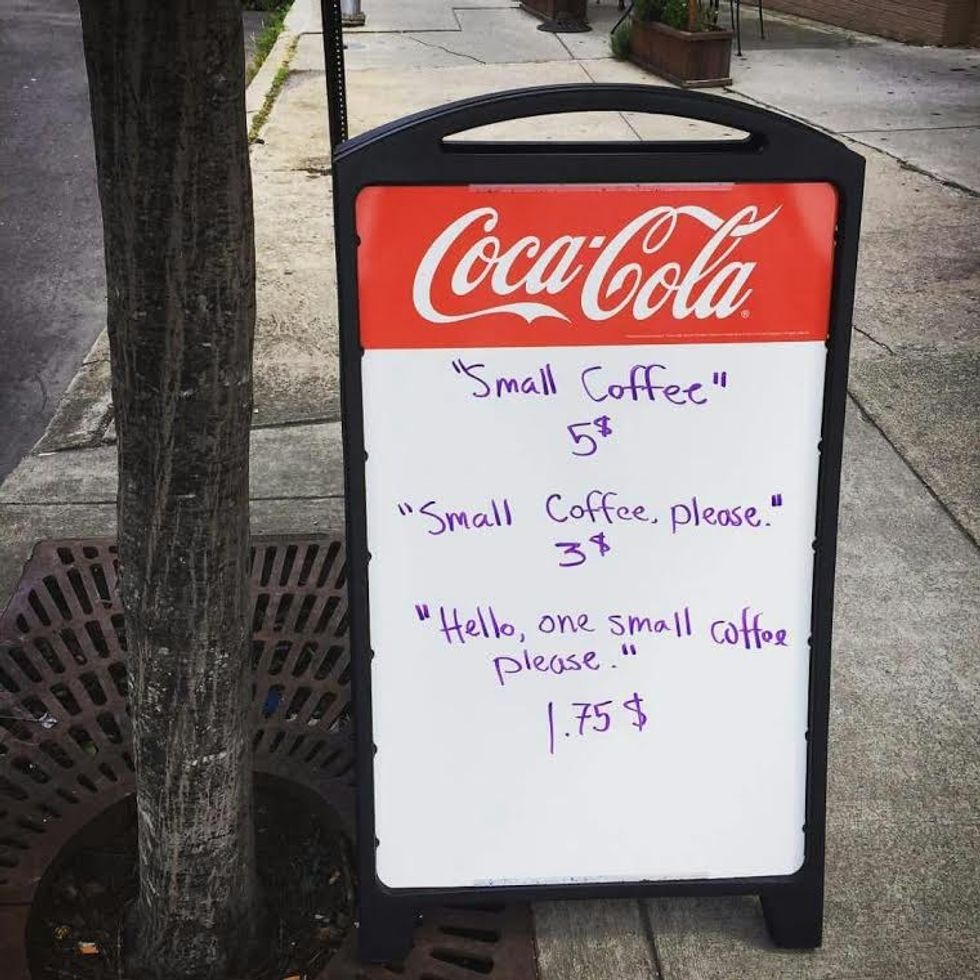 Coca-Cola
"Small Coffee"
5$
"Small Coffee, please."
3$
"Hello, one small coffee
please."
1.75$